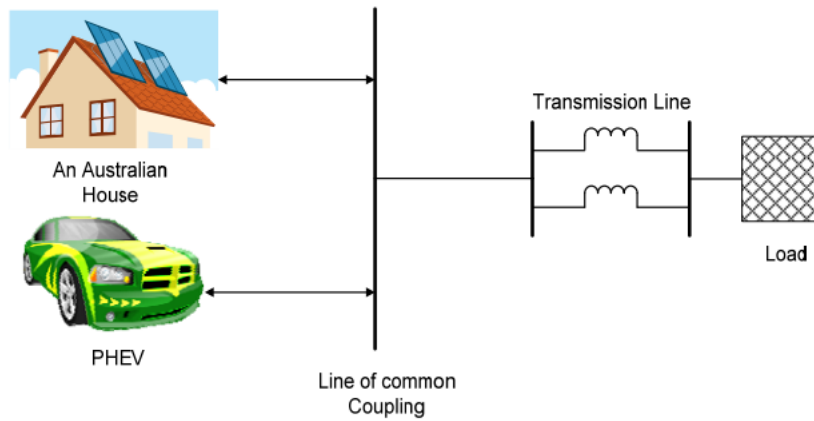 An Australian
House
PHEV
Line of common
Coupling
Transmission Line
Load